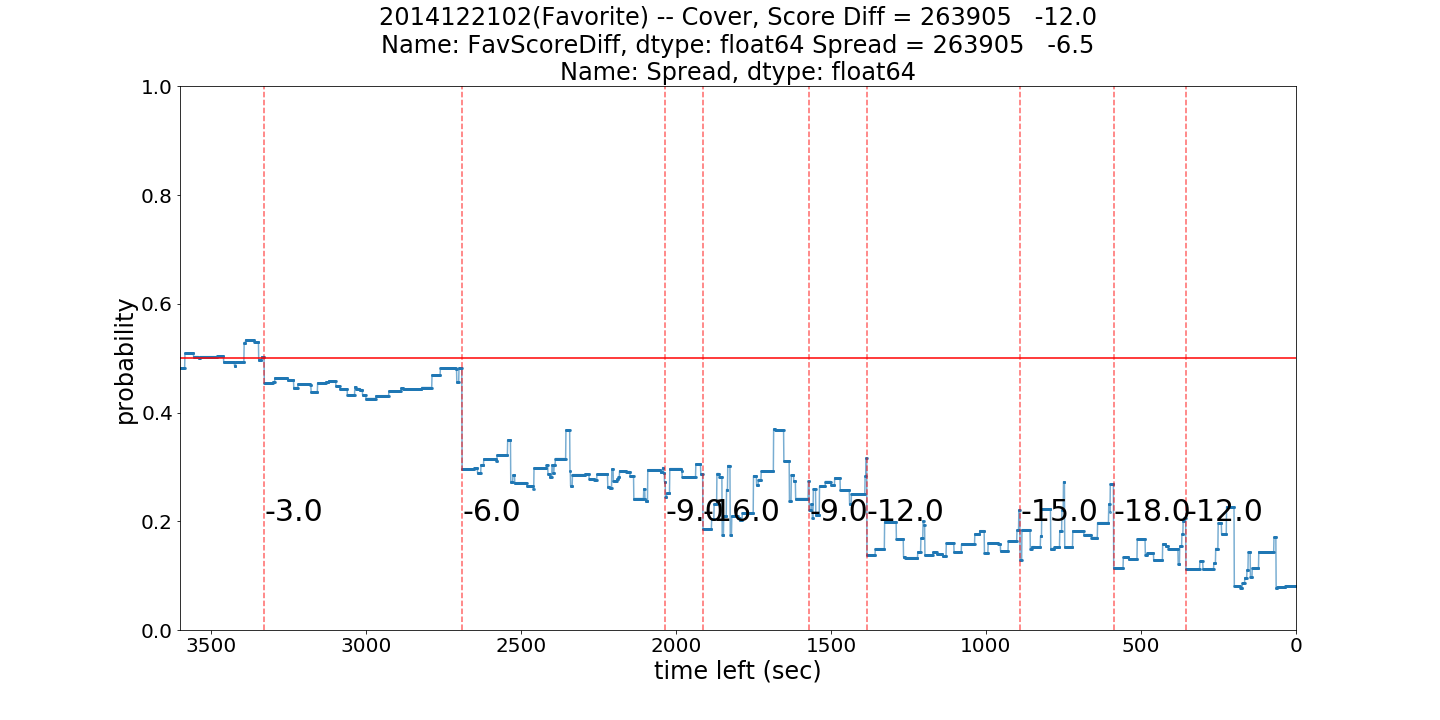 2014122102(Favorite) -- Cover, Score Diff = 263905   -12.0
Name: FavScoreDiff, dtype: float64 Spread = 263905   -6.5
Name: Spread, dtype: float64
1.0
0.8
0.6
0.4
0.2
0.0
probability
-3.0
-6.0
-9.0
-16.0
-9.0
-12.0
-15.0
-18.0
-12.0
3500 3000 2500 2000 1500 1000 500 0
time left (sec)